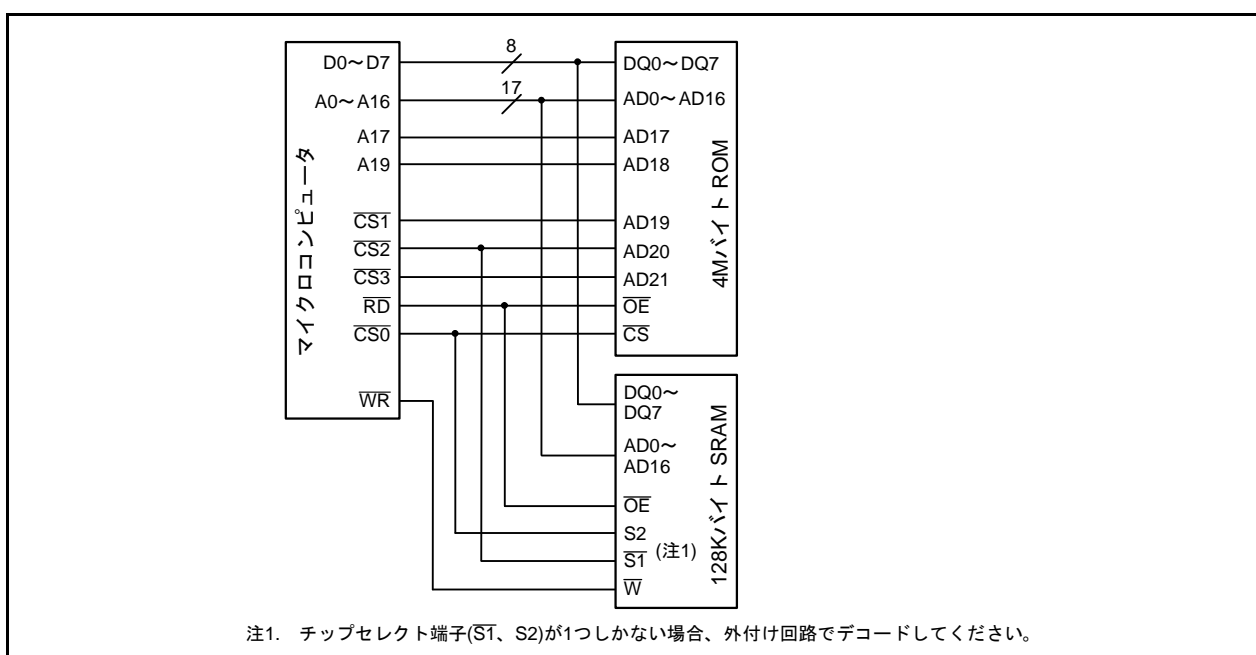 マイクロコンピュータ
D0～D7
A0～A16
A17
A19
CS1
CS2
CS3
RD
CS0
WR
8
17
DQ0～DQ7
AD0～AD16
AD17
AD18
AD19
AD20
AD21
OE
CS
4Mバイト ROM
DQ0～
DQ7
AD0～
AD16
OE
S2
S1
(注1)
W
128Kバイト SRAM
注1. チップセレクト端子(S1、S2)が1つしかない場合、外付け回路でデコードしてください。